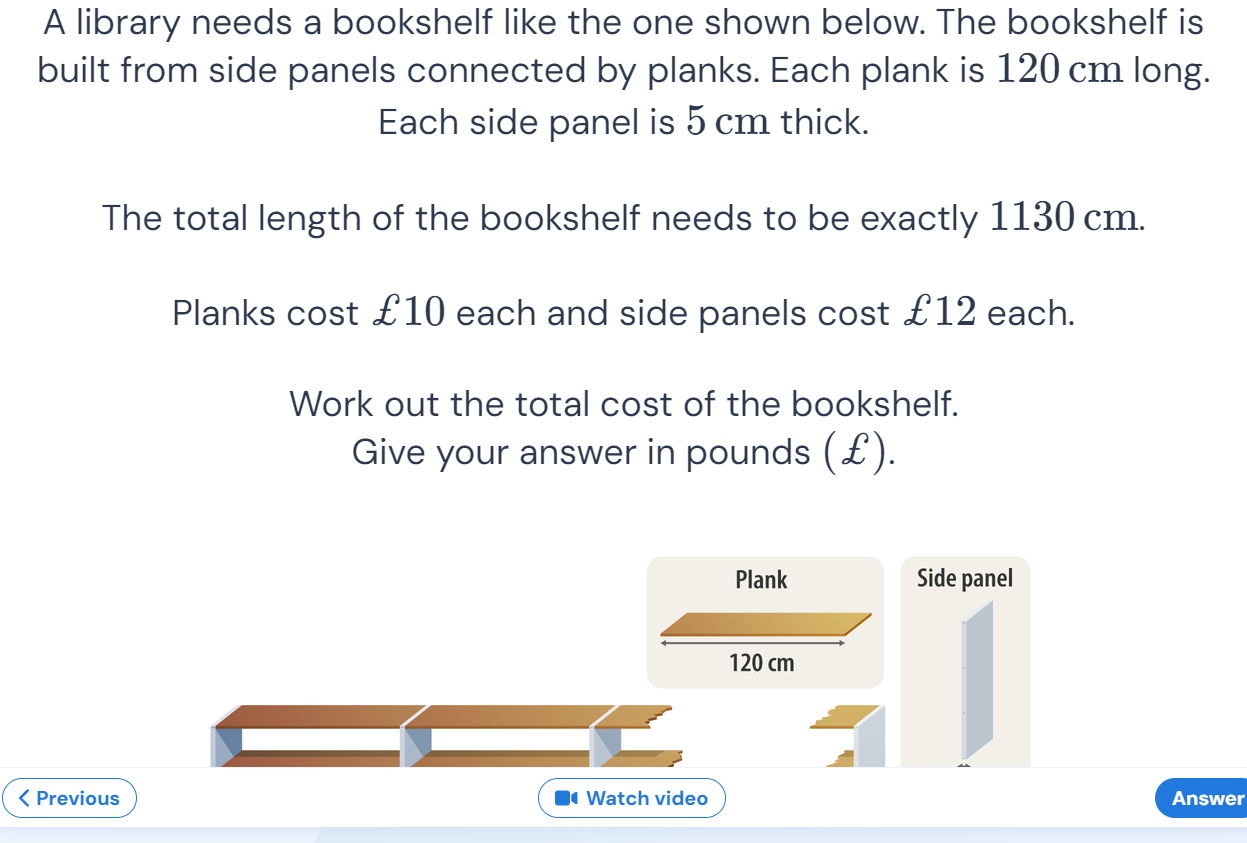 A library needs a bookshelf like the one shown below. The bookshelf is
built from side panels connected by planks. Each plank is 120 cm long.
Each side panel is 5 cm thick.
The total length of the bookshelf needs to be exactly 1130 cm.
Planks cost £10 each and side panels cost £12 each.
Work out the total cost of the bookshelf.
Give your answer in pounds (£).
Plank
Side panel
120 cm
Previous
Watch video
Answer